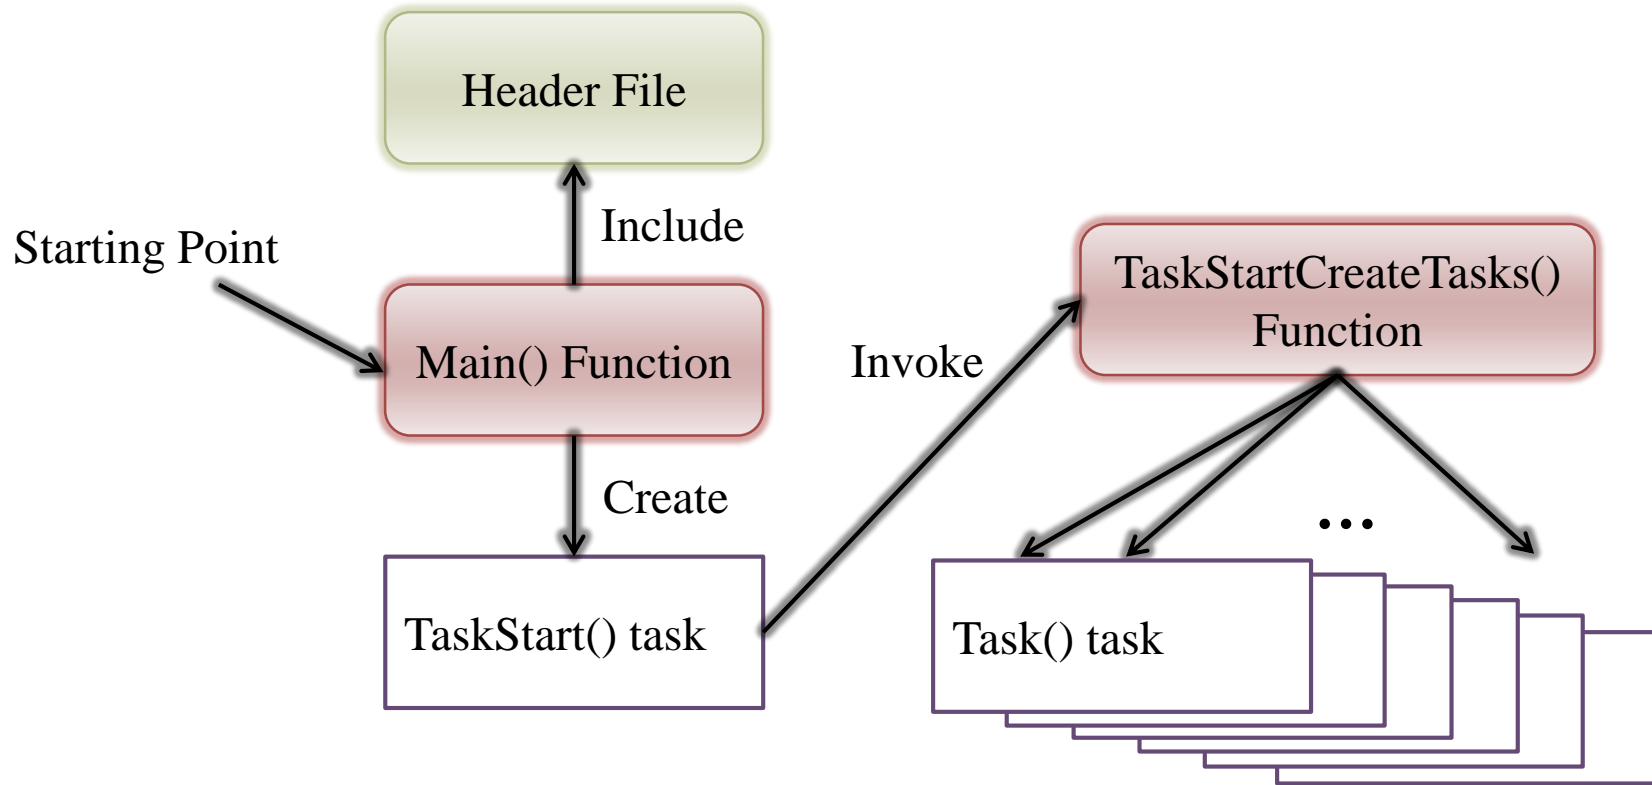 Header File
Include
Starting Point
Main() Function
Create
TaskStart() task
Invoke
TaskStartCreateTasks()
Function
...
Task() task